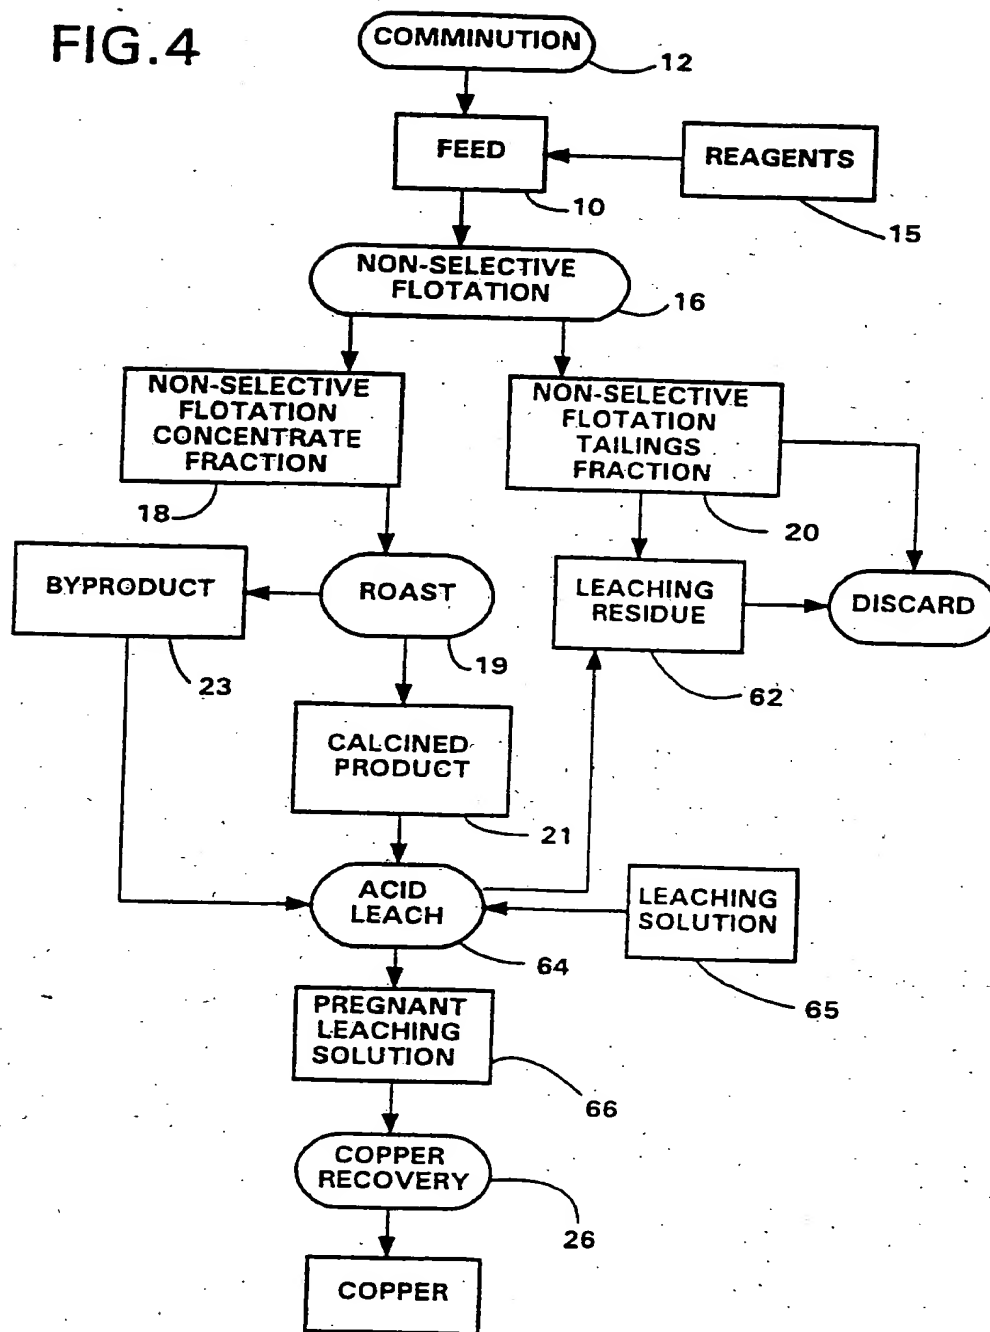 FIG.4
COMMINUTION
12
FEED
REAGENTS
10
15
NON-SELECTIVE
FLOTATION
16
NON-SELECTIVE
FLOTATION
CONCENTRATE
FRACTION
18
NON-SELECTIVE
FLOTATION
TAILINGS
FRACTION
20
BYPRODUCT
23
ROAST
19
LEACHING
RESIDUE
62
DISCARD
CALCINED
PRODUCT
21
ACID
LEACH
64
LEACHING
SOLUTION
65
PREGNANT
LEACHING
SOLUTION
66
COPPER
RECOVERY
26
COPPER